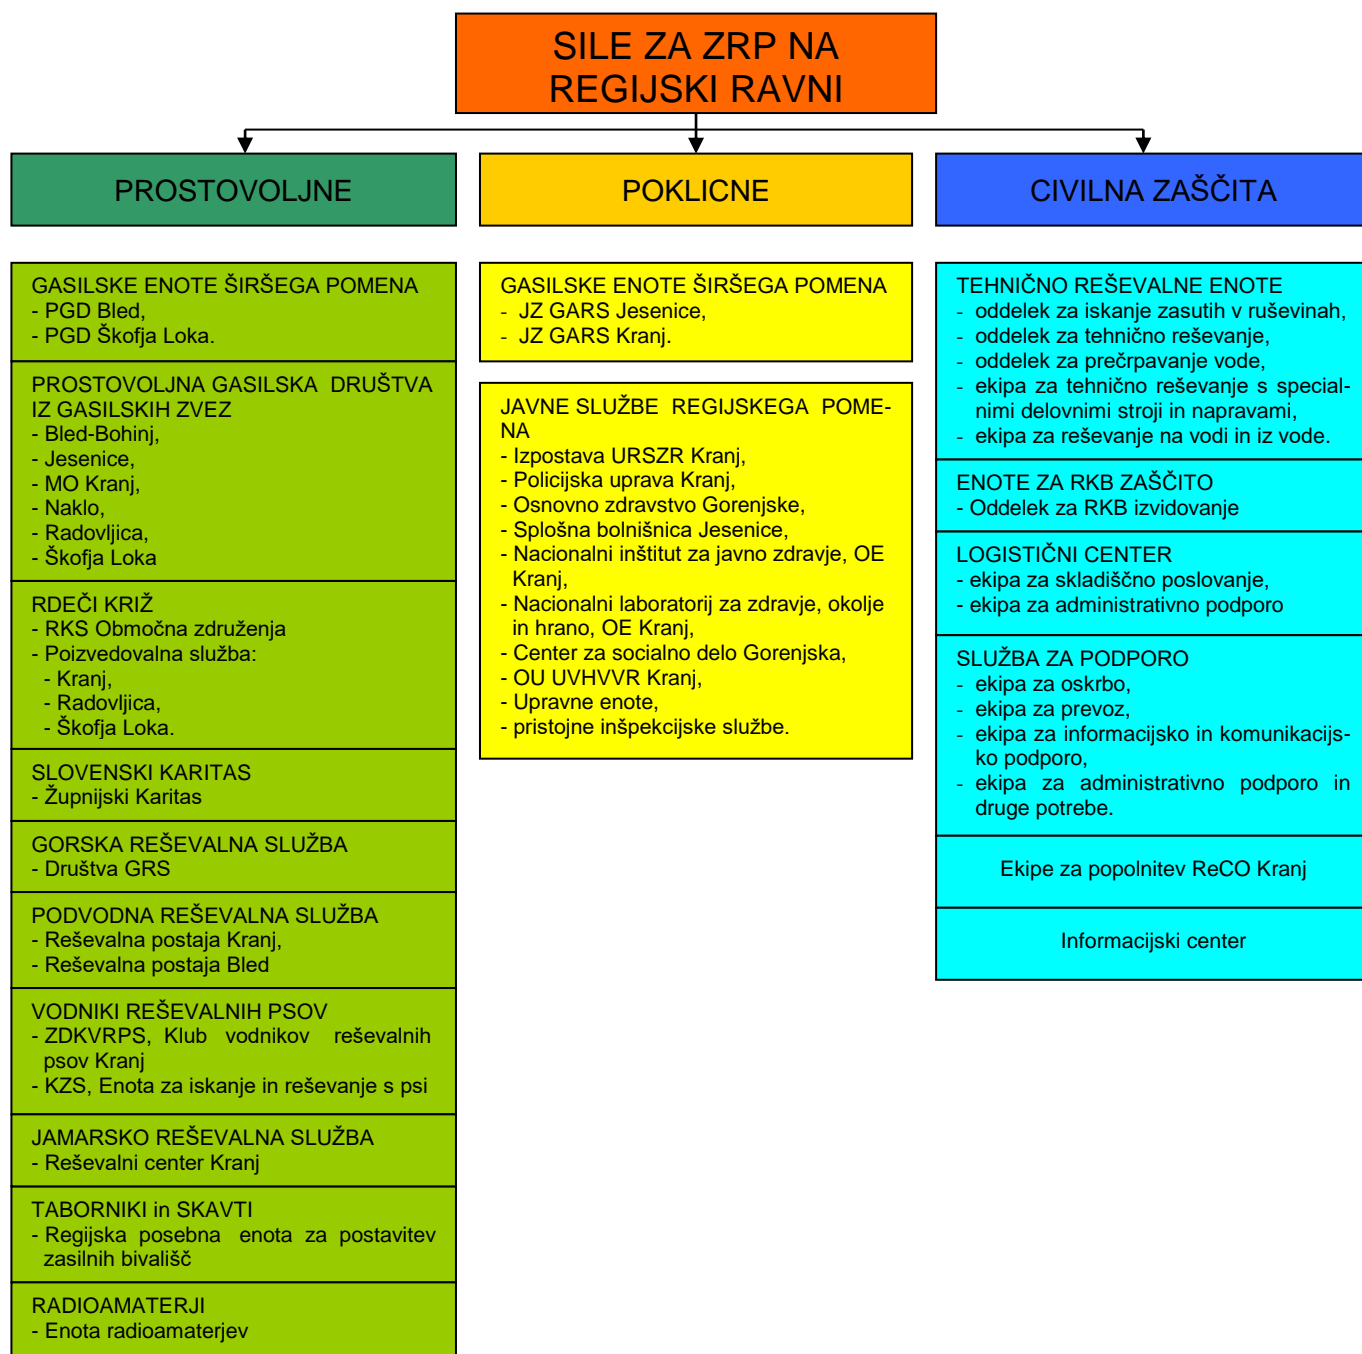 SILE ZA ZRP NA
REGIJSKI RAVNI
PROSTOVOLJNE
GASILSKE ENOTE ŠIRŠEGA POMENA
- PGD Bled,
- PGD Škofja Loka.
PROSTOVOLJNA GASILSKA DRUŠTVA
IZ GASILSKIH ZVEZ
- Bled-Bohinj,
- Jesenice,
- MO Kranj,
- Naklo,
- Radovljica,
- Škofja Loka
RDEČI KRIŽ
- RKS Območna združenja
- Poizvedovalna služba:
- Kranj,
- Radovljica,
- Škofja Loka.
SLOVENSKI KARITAS
- Župnijski Karitas
GORSKA REŠEVALNA SLUŽBA
- Društva GRS
PODVODNA REŠEVALNA SLUŽBA
- Reševalna postaja Kranj,
- Reševalna postaja Bled
VODNIKI REŠEVALNIH PSOV
- ZDKVRPS, Klub vodnikov reševalnih
psov Kranj
- KZS, Enota za iskanje in reševanje s psi
JAMARSKO REŠEVALNA SLUŽBA
- Reševalni center Kranj
TABORNIKI in SKAVTI
- Regijska posebna enota za postavitev
zasilnih bivališč
RADIOAMATERJI
- Enota radioamaterjev
POKLICNE
GASILSKE ENOTE ŠIRŠEGA POMENA
- JZ GARS Jesenice,
- JZ GARS Kranj.
JAVNE SLUŽBE REGIJSKEGA POME-
NA
- Izpostava URSZR Kranj,
- Policijska uprava Kranj,
- Osnovno zdravstvo Gorenjske,
- Splošna bolnišnica Jesenice,
- Nacionalni inštitut za javno zdravje, OE
Kranj,
- Nacionalni laboratorij za zdravje, okolje
in hrano, OE Kranj,
- Center za socialno delo Gorenjska,
- OU UVHVVR Kranj,
- Upravne enote,
- pristojne inšpekcijske službe.
CIVILNA ZAŠČITA
TEHNIČNO REŠEVALNE ENOTE
- oddelek za iskanje zasutih v ruševinah,
- oddelek za tehnično reševanje,
- oddelek za prečrpavanje vode,
- ekipa za tehnično reševanje s special-
nimi delovnimi stroji in napravami,
- ekipa za reševanje na vodi in iz vode.
ENOTE ZA RKB ZAŠČITO
- Oddelek za RKB izvidovanje
LOGISTIČNI CENTER
- ekipa za skladiščno poslovanje,
- ekipa za administrativno podporo
SLUŽBA ZA PODPORO
- ekipa za oskrbo,
- ekipa za prevoz,
- ekipa za informacijsko in komunikacij-
sko podporo,
- ekipa za administrativno podporo in
druge potrebe.
Ekipe za popolnitev ReCO Kranj
Informacijski center